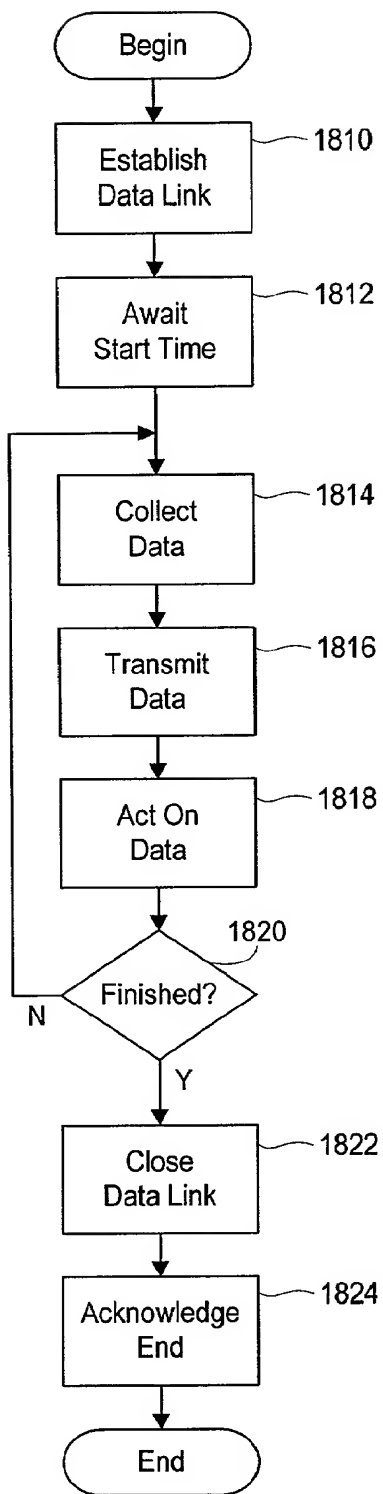 Begin
1810
Establish
Data Link
1812
Await
Start Time
1814
Collect
Data
1816
Transmit
Data
1818
Act On
Data
1820
Finished?
N
Y
1822
Close
Data Link
1824
Acknowledge
End
End